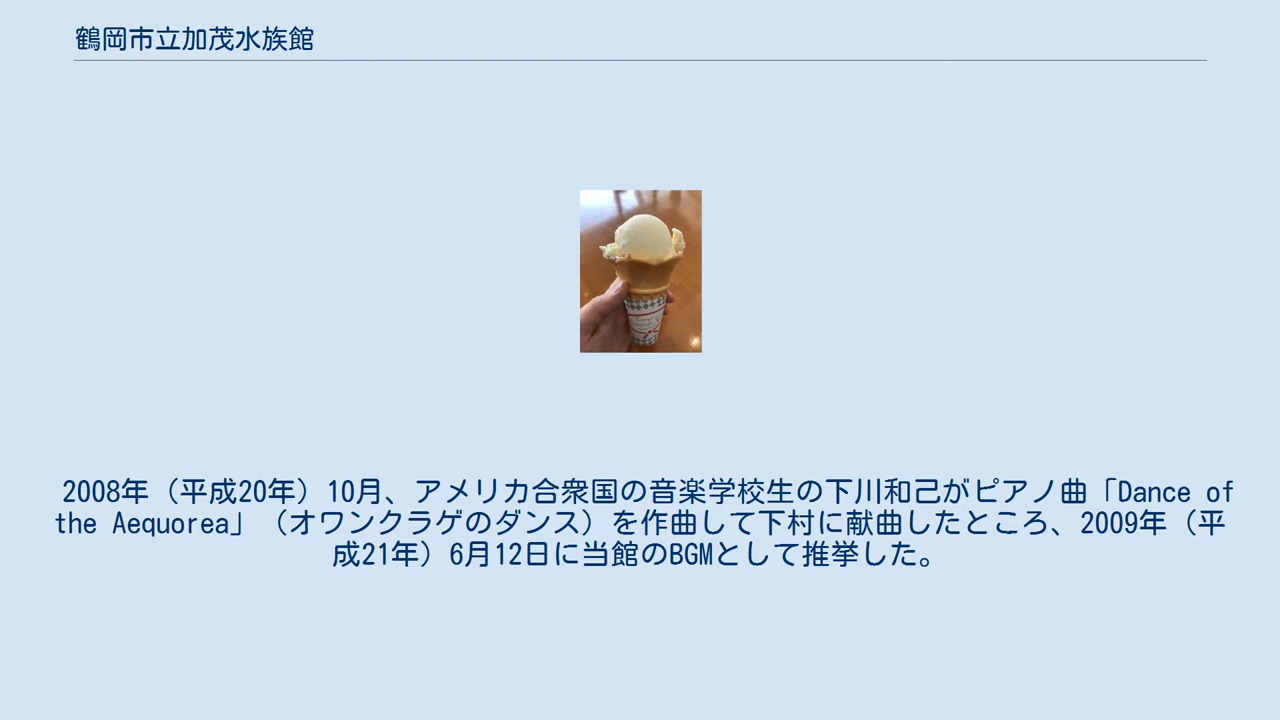 鶴岡市立加茂水族館
2008年（平成20年）10月、アメリカ合衆国の音楽学校生の下川和己がピアノ曲「Dance of
the Aequorea」（オワンクラゲのダンス）を作曲して下村に献曲したところ、2009年（平
成21年）6月12日に当館のBGMとして推挙した。